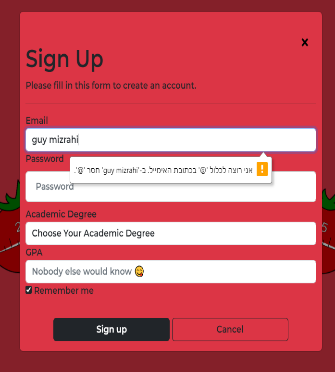 x
Sign Up
Please fill in this form to create an account.
Email
guy mizrahi
Password
אני רוצה לכלול '@' בכתובת האימייל. ב-'guy mizrahi' חסר '@'.
Password
Academic Degree
Choose Your Academic Degree
GPA
Nobody else would know 😋
Remember me
Sign up
Cancel